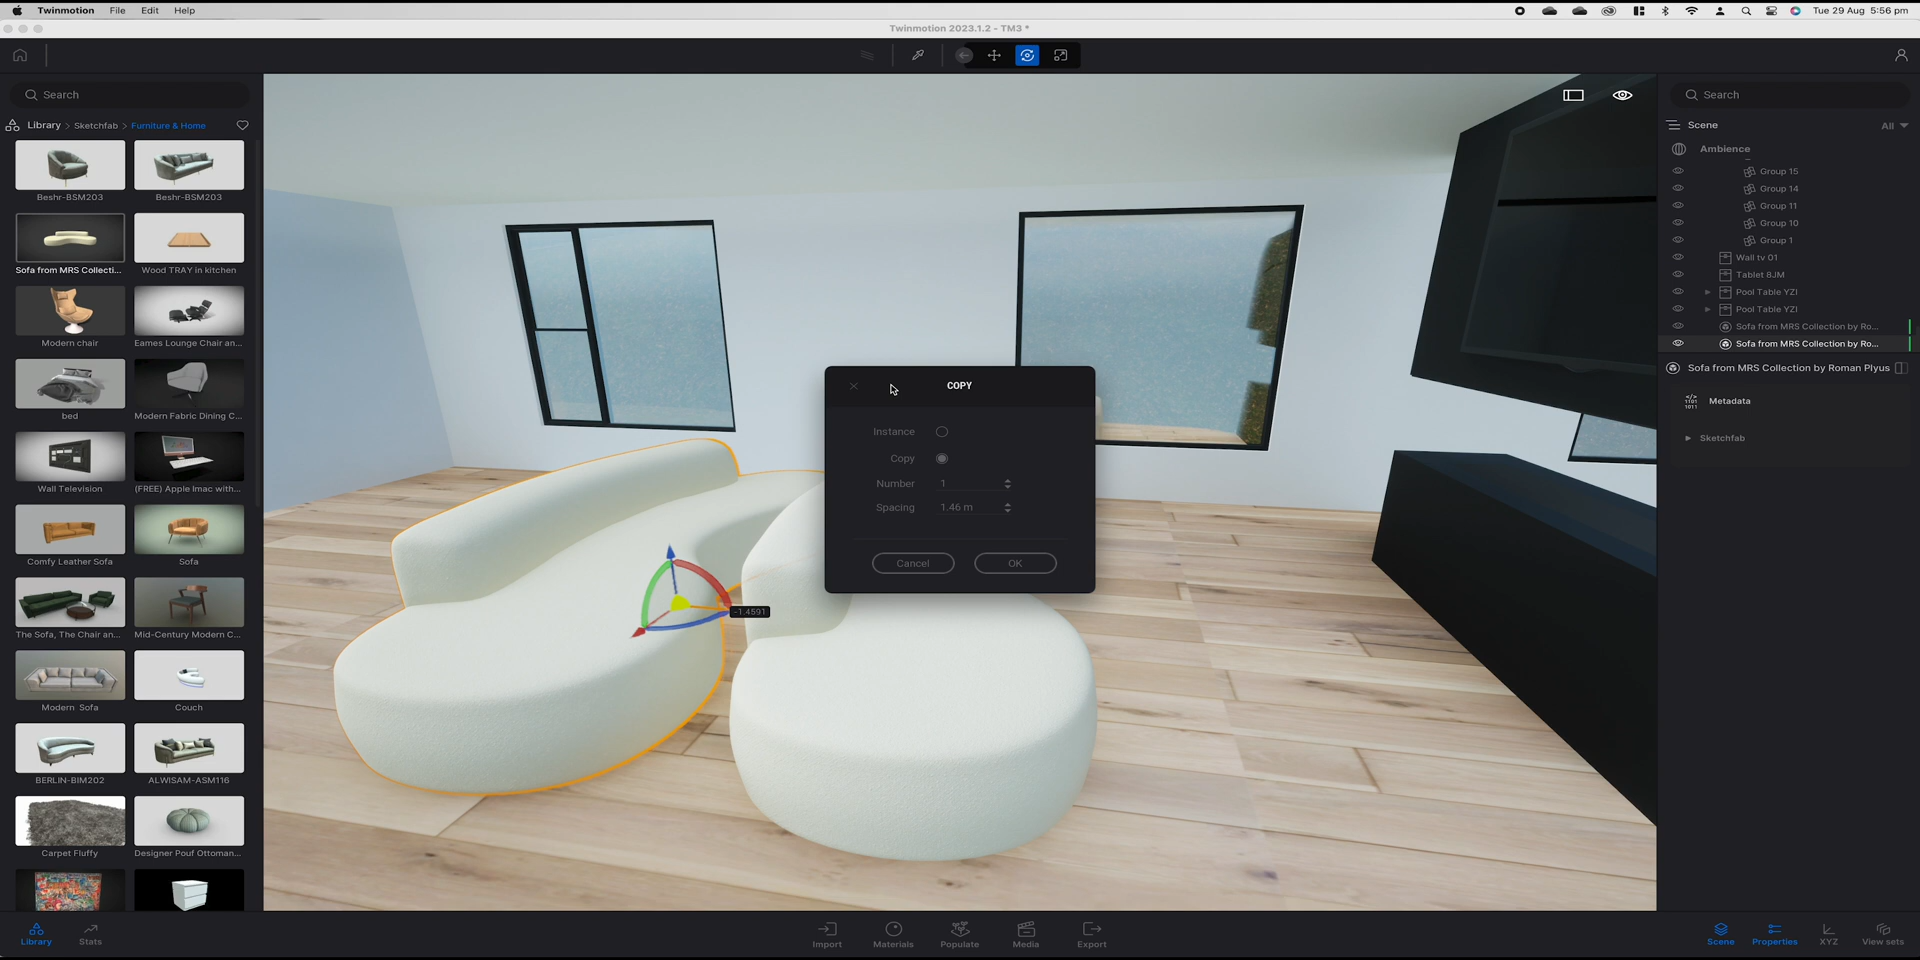 Twinmotion File Edit Help
Tue 29 Aug 5:56 pm
Twinmotion 2023.1.2 - TM3 *
Search
Library > Sketchfab > Furniture & Home
Beshr-BSM203
Beshr-BSM203
Sofa from MRS Collecti...
Wood TRAY in kitchen
Modern chair
Eames Lounge Chair an...
bed
Modern Fabric Dining C...
Wall Television
(FREE) Apple Imac with...
Comfy Leather Sofa
Sofa
The Sofa, The Chair an...
Mid-Century Modern C...
Modern Sofa
Couch
BERLIN-BIM202
ALWISAM-ASM116
Carpet Fluffy
Designer Pouf Ottoman...
COPY
Instance
Copy
Number 1
Spacing 1.46 m
Cancel OK
-1.4591
Search
Scene All
Ambience
Group 15
Group 14
Group 11
Group 10
Group 1
Wall tv 01
Tablet 8JM
Pool Table YZI
Pool Table YZI
Sofa from MRS Collection by Ro...
Sofa from MRS Collection by Ro...
Sofa from MRS Collection by Roman Plyus
Metadata
Sketchfab
Library Stats Import Materials Populate Media Export Scene Properties XYZ View sets